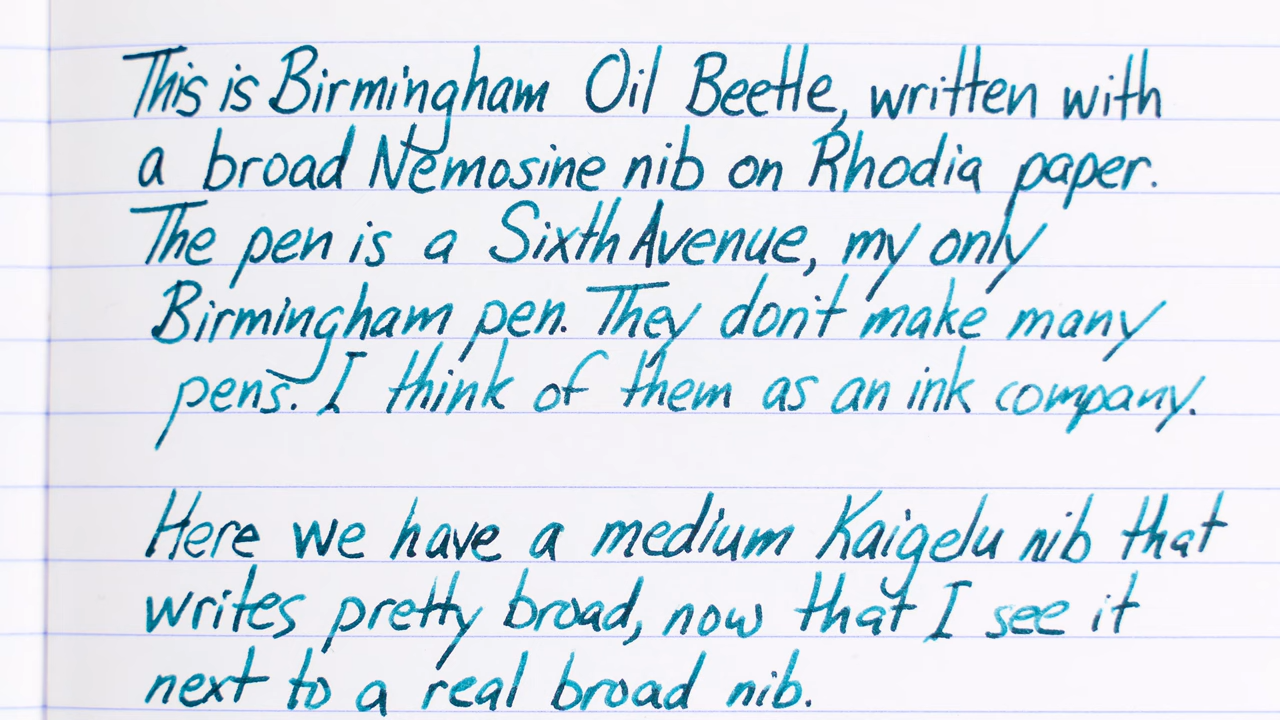 This is Birmingham Oil Beetle, written with
a broad Nemosine nib on Rhodia paper.
The pen is a Sixth Avenue, my only
Birmingham pen. They don't make many
pens. I think of them as an ink company.
Here we have a medium Kaigelu nib that
writes pretty broad, now that I see it
next to a real broad nib.